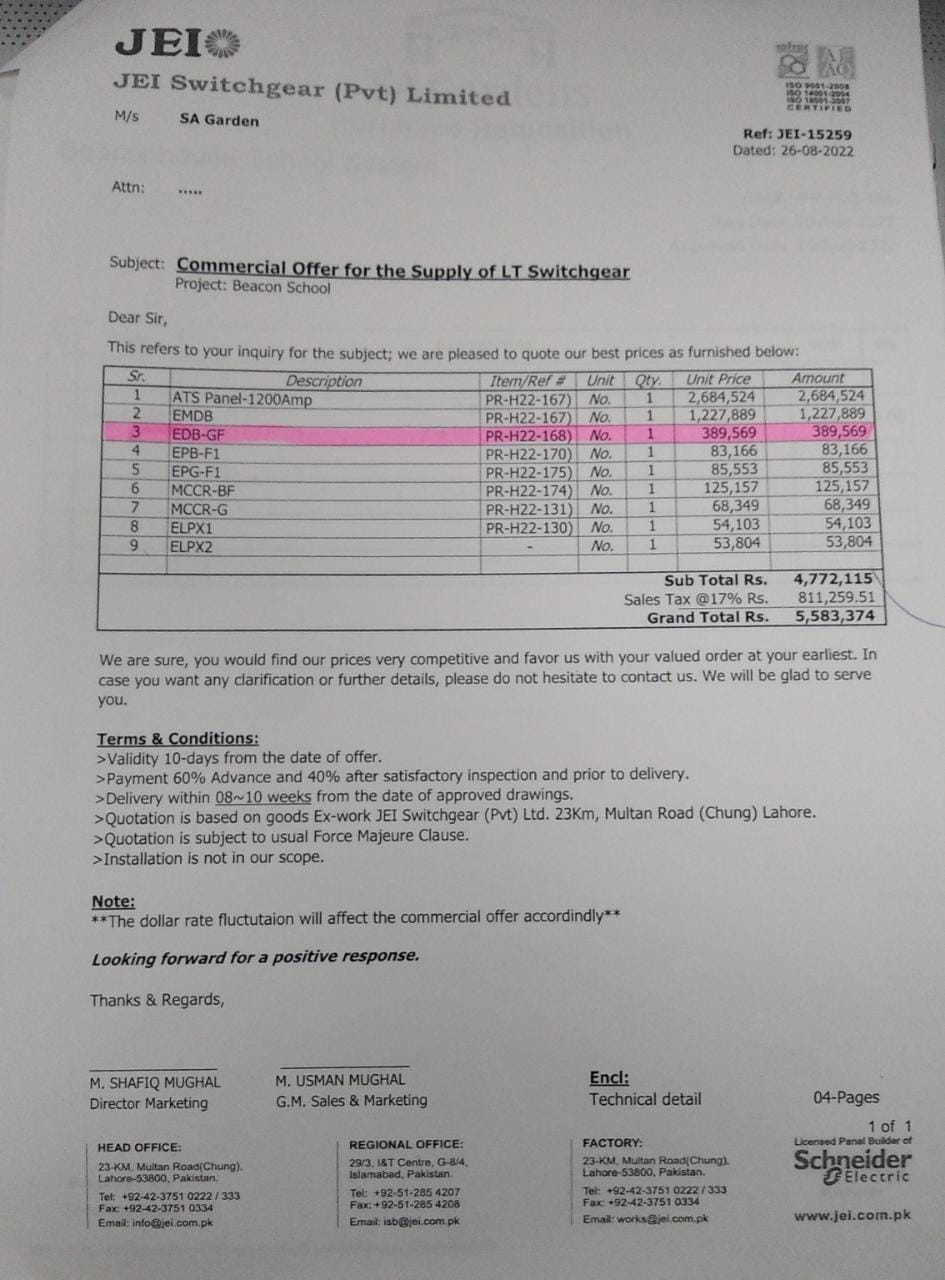 JEI
JEI Switchgear (Pvt) Limited
ISO 9001-2008
ISO 14001-2004
ISO 18001-2007
CERTIFIED
M/s SA Garden
Ref: JEI-15259
Dated: 26-08-2022
Attn: .....
Subject: Commercial Offer for the Supply of LT Switchgear
Project: Beacon School
Dear Sir,
This refers to your inquiry for the subject; we are pleased to quote our best prices as furnished below:
Sr. Description Item/Ref # Unit Qty. Unit Price Amount
1 ATS Panel-1200Amp PR-H22-167) No. 1 2,684,524 2,684,524
2 EMDB PR-H22-167) No. 1 1,227,889 1,227,889
3 EDB-GF PR-H22-168) No. 1 389,569 389,569
4 EPB-F1 PR-H22-170) No. 1 83,166 83,166
5 EPG-F1 PR-H22-175) No. 1 85,553 85,553
6 MCCR-BF PR-H22-174) No. 1 125,157 125,157
7 MCCR-G PR-H22-131) No. 1 68,349 68,349
8 ELPX1 PR-H22-130) No. 1 54,103 54,103
9 ELPX2 - No. 1 53,804 53,804
Sub Total Rs. 4,772,115
Sales Tax @17% Rs. 811,259.51
Grand Total Rs. 5,583,374
We are sure, you would find our prices very competitive and favor us with your valued order at your earliest. In
case you want any clarification or further details, please do not hesitate to contact us. We will be glad to serve
you.
Terms & Conditions:
>Validity 10-days from the date of offer.
>Payment 60% Advance and 40% after satisfactory inspection and prior to delivery.
>Delivery within 08~10 weeks from the date of approved drawings.
>Quotation is based on goods Ex-work JEI Switchgear (Pvt) Ltd. 23Km, Multan Road (Chung) Lahore.
>Quotation is subject to usual Force Majeure Clause.
>Installation is not in our scope.
Note:
**The dollar rate fluctutaion will affect the commercial offer accordindly**
Looking forward for a positive response.
Thanks & Regards,
M. SHAFIQ MUGHAL
Director Marketing
M. USMAN MUGHAL
G.M. Sales & Marketing
Encl:
Technical detail 04-Pages
1 of 1
HEAD OFFICE:
23-KM, Multan Road(Chung),
Lahore-53800, Pakistan.
Tel: +92-42-3751 0222 / 333
Fax: +92-42-3751 0334
Email: info@jei.com.pk
REGIONAL OFFICE:
29/3, I&T Centre, G-8/4,
Islamabad, Pakistan.
Tel: +92-51-285 4207
Fax: +92-51-285 4208
Email: isb@jei.com.pk
FACTORY:
23-KM, Multan Road(Chung),
Lahore-53800, Pakistan.
Tel: +92-42-3751 0222 / 333
Fax: +92-42-3751 0334
Email: works@jei.com.pk
Licensed Panel Builder of
Schneider
Electric
www.jei.com.pk